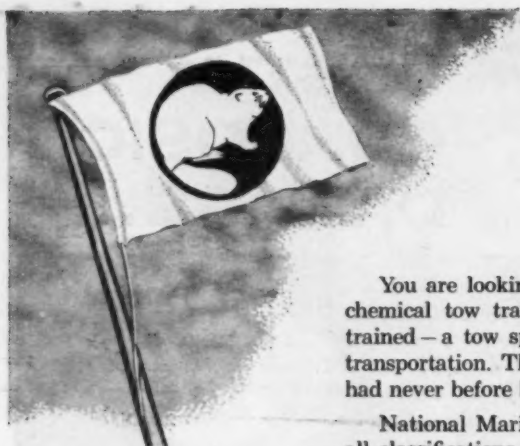 You are lookin
chemical tow tra
trained — a tow sp
transportation. Th
had never before
National Mari